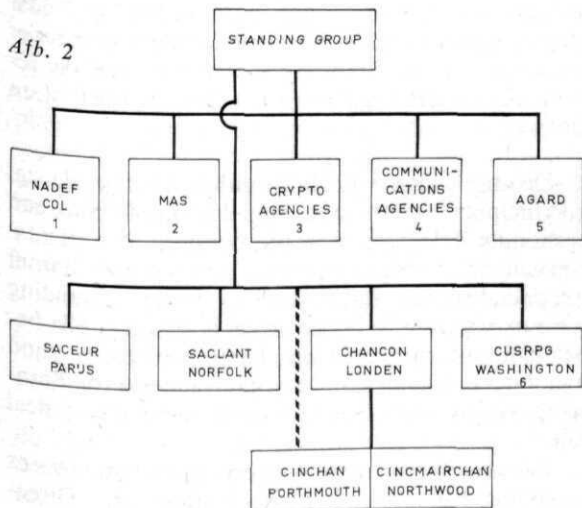 Afb. 2
STANDING GROUP
NADEF
COL
1
MAS
2
CRYPTO
AGENCIES
3
COMMUNI-
CATIONS
AGENCIES
4
AGARD
5
SACEUR
PARIJS
SACLANT
NORFOLK
CHANCON
LONDEN
CUSRPG
WASHINGTON
6
CINCHAN
PORTHMOUTH
CINCMAIRCHAN
NORTHWOOD